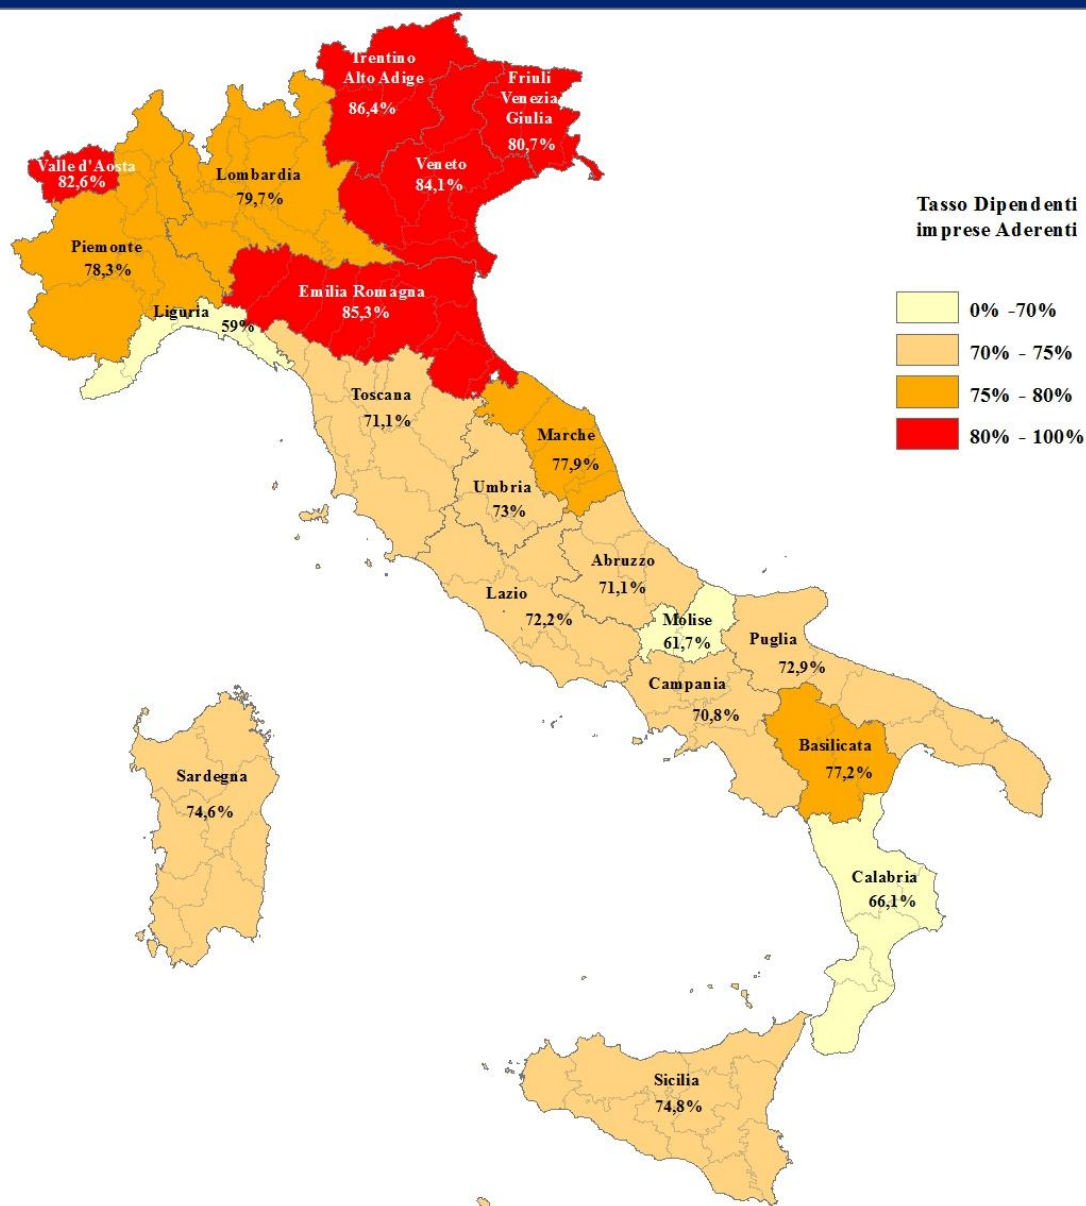 Trentino
Alto Adige
86,4%
Friuli
Venezia
Giulia
80,7%
Veneto
84,1%
Valle d'Aosta
82,6%
Lombardia
79,7%
Piemonte
78,3%
Emilia Romagna
85,3%
Liguria
59%
Tasso Dipendenti
imprese Aderenti
0% -70%
70% - 75%
75% - 80%
80% - 100%
Toscana
71,1%
Marche
77,9%
Umbria
73%
Abruzzo
71,1%
Lazio
72,2%
Molise
61,7%
Puglia
72,9%
Campania
70,8%
Basilicata
77,2%
Sardegna
74,6%
Calabria
66,1%
Sicilia
74,8%